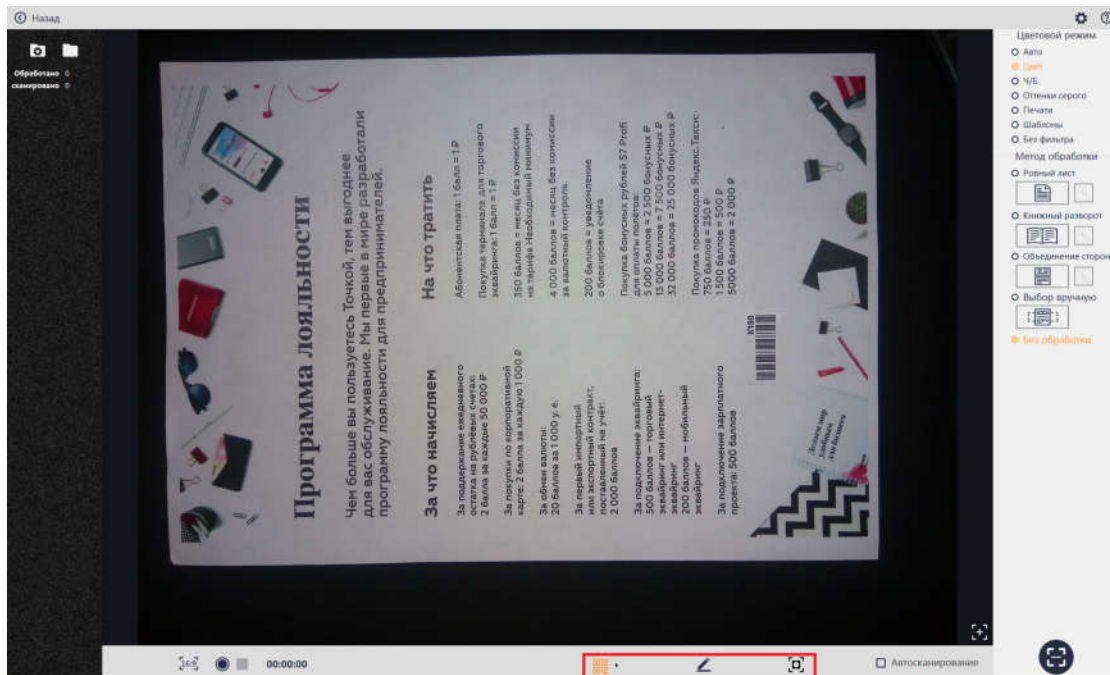 Назад
Обработано 0
сканировано 0
Программа лояльности
Чем больше вы пользуетесь Точкой, тем выгоднее
для вас обслуживание. Мы первые в мире разработали
программу лояльности для предпринимателей.
За что начисляем
За поддержание ежедневного
остатка на рублёвых счетах:
2 балла за каждые 50 000 ₽
За покупки по корпоративной
карте: 2 балла за каждую 1 000 ₽
За обмен валюты:
20 баллов за 1 000 у. е.
За первый импортный
или экспортный контракт,
поставленный на учёт:
2 000 баллов
За подключение эквайринга:
500 баллов — торговый
эквайринг или интернет-
эквайринг
200 баллов — мобильный
эквайринг
За подключение зарплатного
проекта: 500 баллов
На что тратить
Абонентская плата: 1 балл = 1 ₽
Покупка терминала для торгового
эквайринга: 1 балл = 1 ₽
350 баллов = месяц без комиссии
на тарифе Необходимый минимум
4 000 баллов = месяц без комиссии
за валютный контроль
200 баллов = уведомление
о блокировке счёта
Покупка бонусных рублей S7 Profi
для оплаты полётов:
5 000 баллов = 2 500 бонусных ₽
13 000 баллов = 7 500 бонусных ₽
32 000 баллов = 25 000 бонусных ₽
Покупка промокодов Яндекс.Такси:
750 баллов = 250 ₽
1 500 баллов = 500 ₽
5000 баллов = 2 000 ₽
K180
Делаем мир
удобным
для бизнеса
Цветовой режим
Авто
Цвет
Ч/Б
Оттенки серого
Печати
Шаблоны
Без фильтра
Метод обработки
Ровный лист
Книжный разворот
Объединение сторон
Выбор вручную
Без обработки
00:00:00
Автосканирование